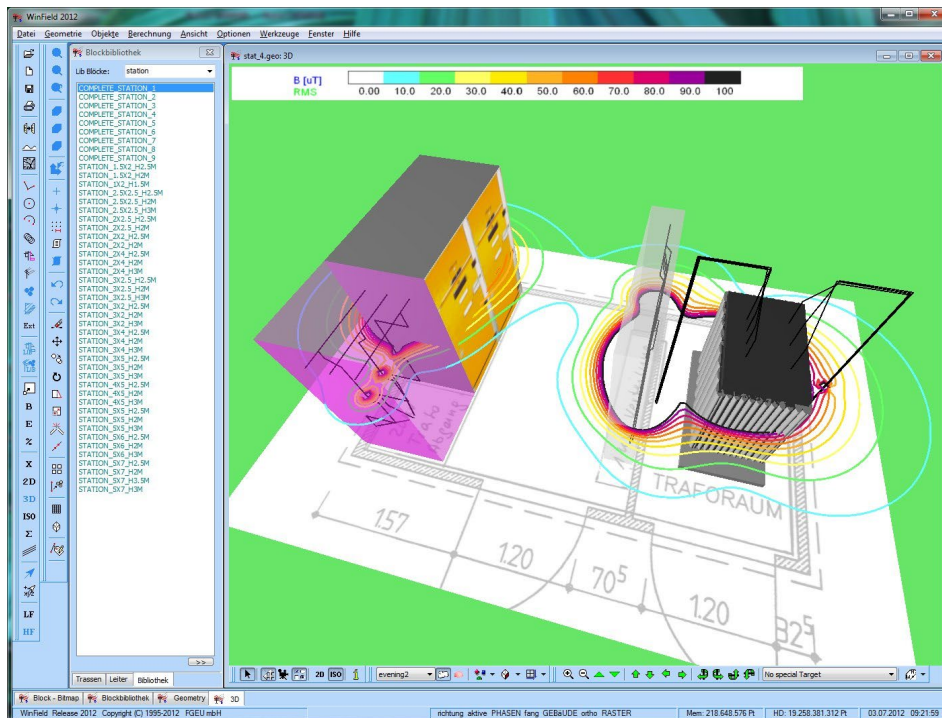 WinField 2012
Datei Geometrie Objekte Berechnung Ansicht Optionen Werkzeuge Fenster Hilfe
Blockbibliothek
Lib Blöcke: station
COMPLETE_STATION_1
COMPLETE_STATION_2
COMPLETE_STATION_3
COMPLETE_STATION_4
COMPLETE_STATION_5
COMPLETE_STATION_6
COMPLETE_STATION_7
COMPLETE_STATION_8
COMPLETE_STATION_9
STATION_1.5X2_H2.5M
STATION_1.5X2_H2M
STATION_1X2_H1.5M
STATION_2.5X2.5_H2.5M
STATION_2.5X2.5_H2M
STATION_2.5X2.5_H3M
STATION_2X2.5_H2.5M
STATION_2X2.5_H2M
STATION_2X2_H2.5M
STATION_2X2_H2M
STATION_2X4_H2.5M
STATION_2X4_H2M
STATION_2X4_H3M
STATION_3X2.5_H2.5M
STATION_3X2.5_H2M
STATION_3X2.5_H3M
STATION_3X2_H2.5M
STATION_3X2_H2M
STATION_3X2_H3M
STATION_3X4_H2.5M
STATION_3X4_H2M
STATION_3X4_H3M
STATION_3X5_H2.5M
STATION_3X5_H2M
STATION_3X5_H3M
STATION_4X5_H2.5M
STATION_4X5_H2M
STATION_4X5_H3M
STATION_5X5_H2.5M
STATION_5X5_H2M
STATION_5X5_H3M
STATION_5X6_H2.5M
STATION_5X6_H2M
STATION_5X6_H3M
STATION_5X7_H2.5M
STATION_5X7_H2M
STATION_5X7_H3.5M
STATION_5X7_H3M
>>
Trassen Leiter Bibliothek
Ext
B
E
%
X
2D
3D
ISO
Σ
LF
HF
stat_4.geo: 3D
B [uT]
RMS
0.00 10.0 20.0 30.0 40.0 50.0 60.0 70.0 80.0 90.0 100
TRAFORAUM
1.57
1.20
70⁵
1.20
32⁵
2D ISO evening2 No special Target
Block - Bitmap Blockbibliothek Geometry 3D
WinField Release 2012 Copyright (C) 1995-2012 FGEU mbH richtung aktive PHASEN fang GEBäUDE ortho RASTER Mem: 218.648.576 Pt HD: 19.258.381.312 Pt 03.07.2012 09:21:59